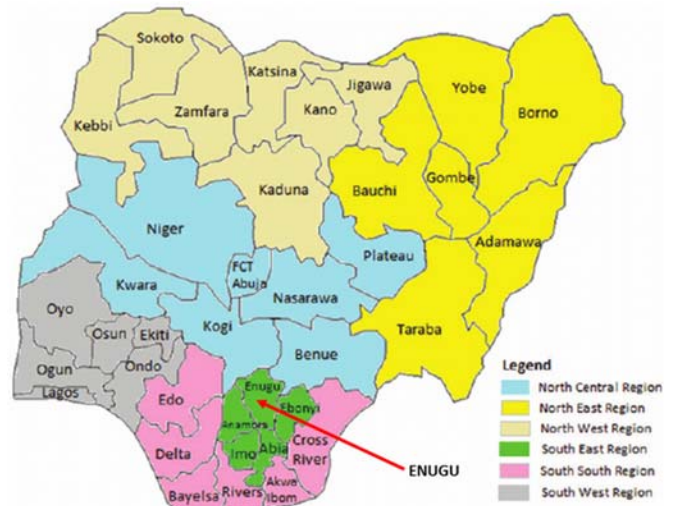 Sokoto
Katsina
Jigawa
Yobe
Borno
Zamfara
Kano
Kebbi
Kaduna
Bauchi
Gombe
Niger
Adamawa
Plateau
FCT
Abuja
Kwara
Nasarawa
Oyo
Taraba
Kogi
Osun
Ekiti
Benue
Ogun
Ondo
Lagos
Edo
Enugu
Ebonyi
Anambra
Cross
River
Imo
Abia
Delta
Akwa
Ibom
Bayelsa
Rivers
ENUGU
Legend
North Central Region
North East Region
North West Region
South East Region
South South Region
South West Region